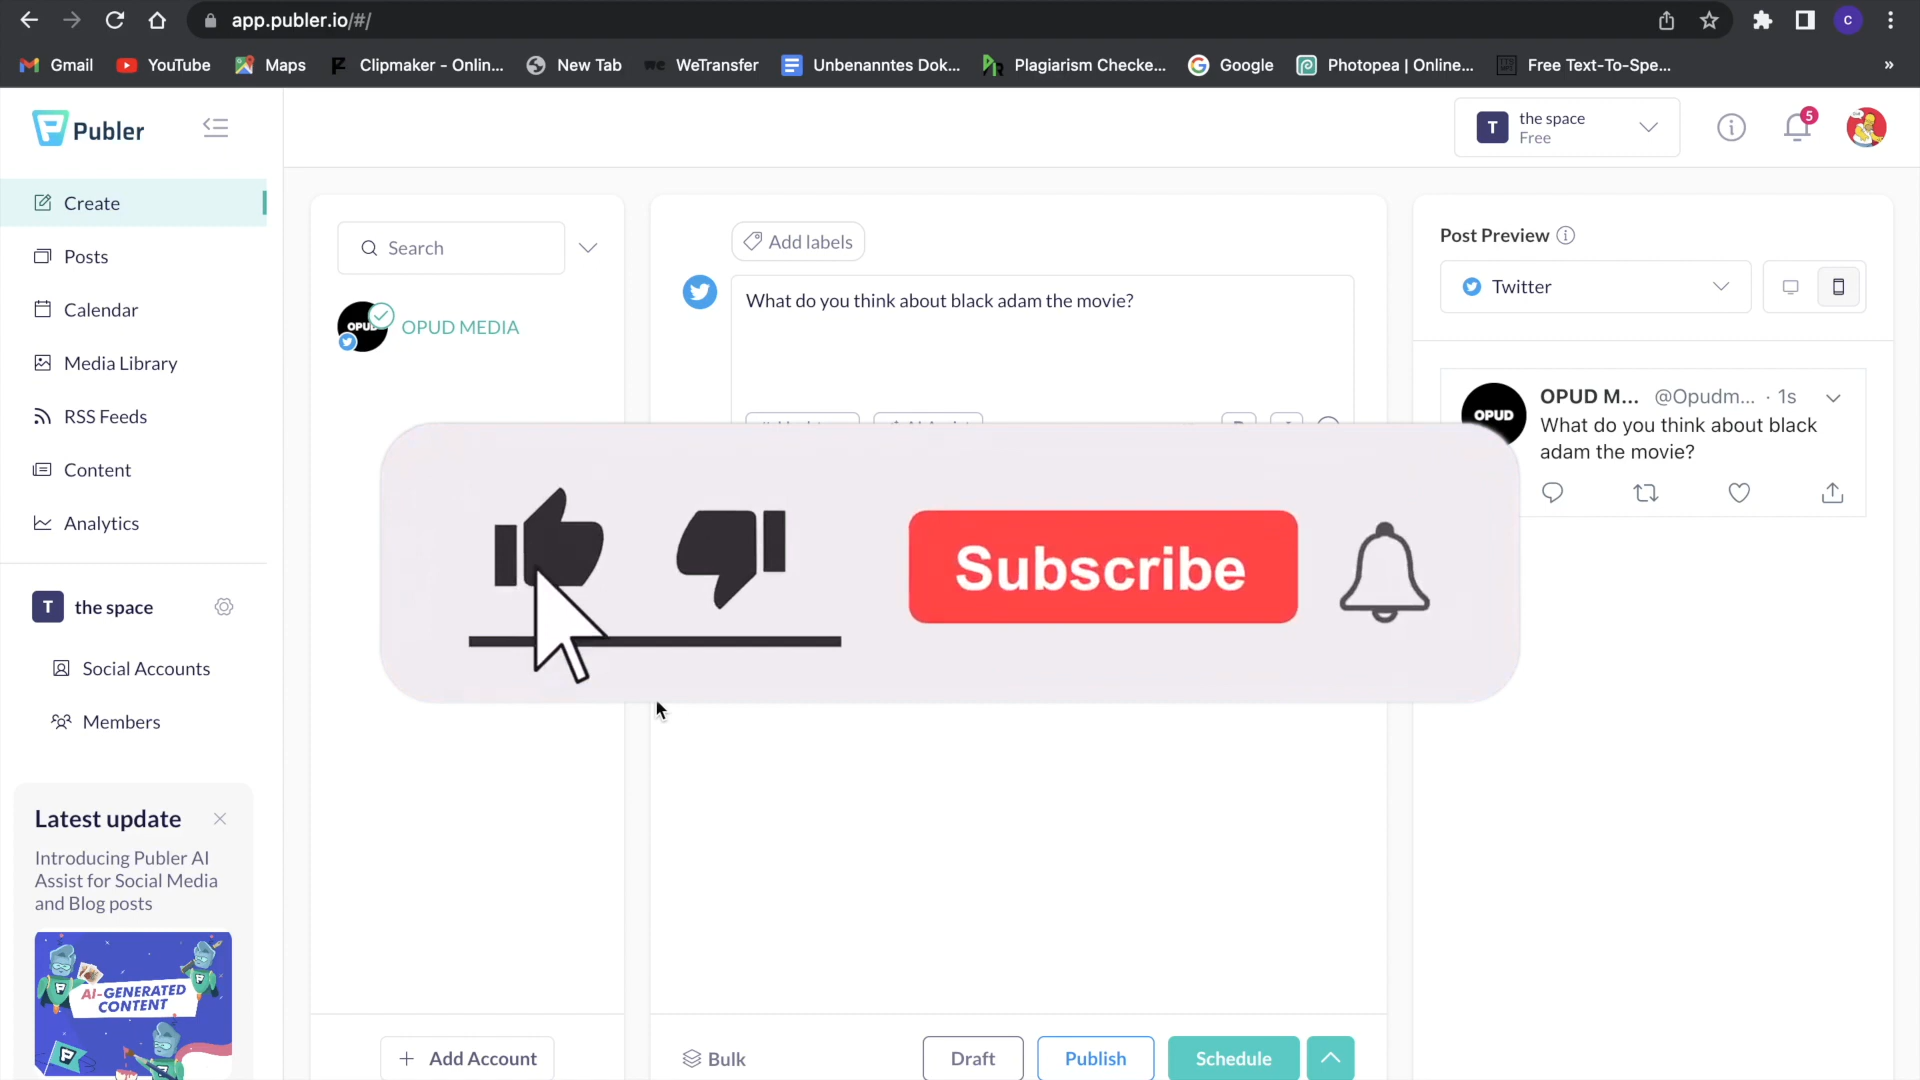 app.publer.io/#/
C
Gmail
YouTube
Maps
Clipmaker - Onlin...
New Tab
WeTransfer
Unbenanntes Dok...
Plagiarism Checke...
Google
Photopea | Online...
Free Text-To-Spe...
»
Publer
T
the space
Free
5
Create
Posts
Calendar
Media Library
RSS Feeds
Content
Analytics
T the space
Social Accounts
Members
Latest update
Introducing Publer AI
Assist for Social Media
and Blog posts
AI-GENERATED
CONTENT
Search
OPUD MEDIA
Add Account
Add labels
What do you think about black adam the movie?
Subscribe
Bulk
Draft
Publish
Schedule
Post Preview
Twitter
OPUD
OPUD M... @Opudm... · 1s
What do you think about black
adam the movie?